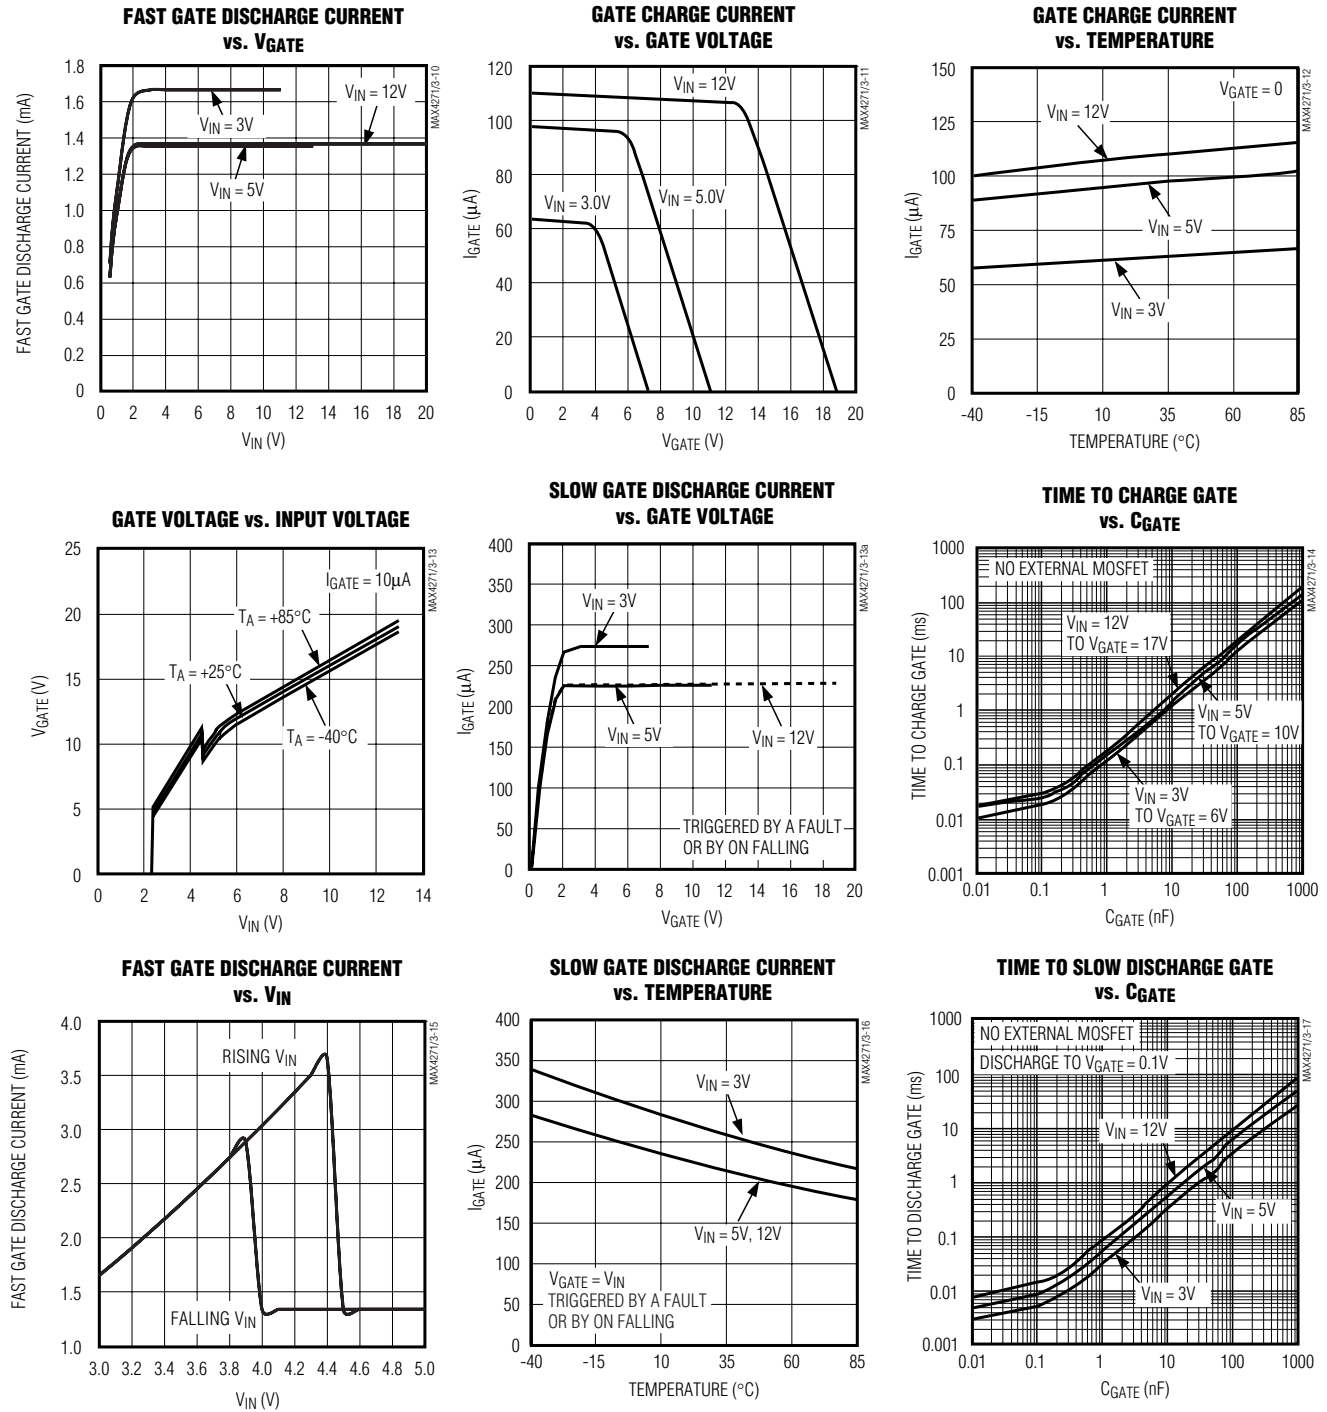 FAST GATE DISCHARGE CURRENT
vs. VGATE
FAST GATE DISCHARGE CURRENT (mA)
1.8
1.6
1.4
1.2
1.0
0.8
0.6
0.4
0.2
0
VIN = 12V
VIN = 3V
VIN = 5V
MAX4271/3-10
0 2 4 6 8 10 12 14 16 18 20
VIN (V)
GATE CHARGE CURRENT
vs. GATE VOLTAGE
IGATE (µA)
120
100
80
60
40
20
0
VIN = 12V
VIN = 3.0V
VIN = 5.0V
MAX4271/3-11
0 2 4 6 8 10 12 14 16 18 20
VGATE (V)
GATE CHARGE CURRENT
vs. TEMPERATURE
IGATE (µA)
150
125
100
75
50
25
0
VGATE = 0
VIN = 12V
VIN = 5V
VIN = 3V
MAX4271/3-12
-40 -15 10 35 60 85
TEMPERATURE (°C)
GATE VOLTAGE vs. INPUT VOLTAGE
VGATE (V)
25
20
15
10
5
0
IGATE = 10µA
TA = +85°C
TA = +25°C
TA = -40°C
MAX4271/3-13
0 2 4 6 8 10 12 14
VIN (V)
SLOW GATE DISCHARGE CURRENT
vs. GATE VOLTAGE
IGATE (µA)
400
350
300
250
200
150
100
50
0
VIN = 3V
VIN = 5V
VIN = 12V
TRIGGERED BY A FAULT
OR BY ON FALLING
MAX4271/3-13a
0 2 4 6 8 10 12 14 16 18 20
VGATE (V)
TIME TO CHARGE GATE
vs. CGATE
TIME TO CHARGE GATE (ms)
1000
100
10
1
0.1
0.01
0.001
NO EXTERNAL MOSFET
VIN = 12V
TO VGATE = 17V
VIN = 5V
TO VGATE = 10V
VIN = 3V
TO VGATE = 6V
MAX4271/3-14
0.01 0.1 1 10 100 1000
CGATE (nF)
FAST GATE DISCHARGE CURRENT
vs. VIN
FAST GATE DISCHARGE CURRENT (mA)
4.0
3.5
3.0
2.5
2.0
1.5
1.0
RISING VIN
FALLING VIN
MAX4271/3-15
3.0 3.2 3.4 3.6 3.8 4.0 4.2 4.4 4.6 4.8 5.0
VIN (V)
SLOW GATE DISCHARGE CURRENT
vs. TEMPERATURE
IGATE (µA)
400
350
300
250
200
150
100
50
0
VIN = 3V
VIN = 5V, 12V
VGATE = VIN
TRIGGERED BY A FAULT
OR BY ON FALLING
MAX4271/3-16
-40 -15 10 35 60 85
TEMPERATURE (°C)
TIME TO SLOW DISCHARGE GATE
vs. CGATE
TIME TO DISCHARGE GATE (ms)
1000
100
10
1
0.1
0.01
0.001
NO EXTERNAL MOSFET
DISCHARGE TO VGATE = 0.1V
VIN = 12V
VIN = 5V
VIN = 3V
MAX4271/3-17
0.01 0.1 1 10 100 1000
CGATE (nF)